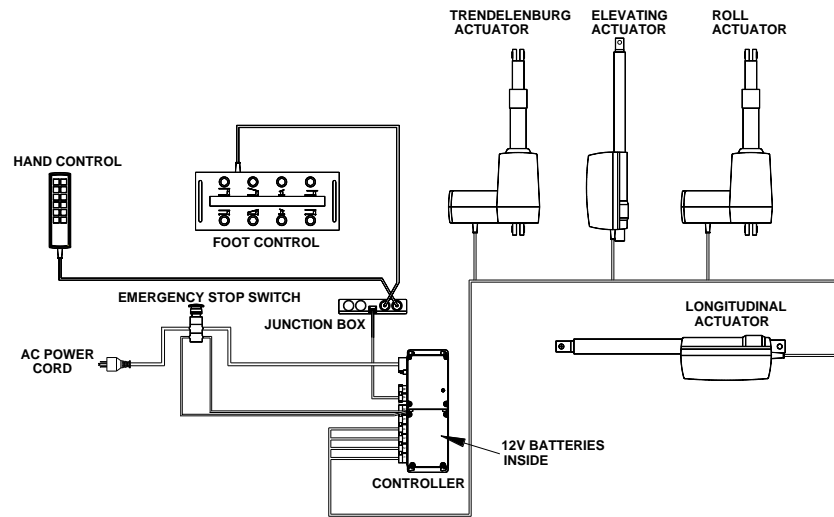 TRENDELENBURG
ACTUATOR
ELEVATING
ACTUATOR
ROLL
ACTUATOR
HAND CONTROL
FOOT CONTROL
EMERGENCY STOP SWITCH
JUNCTION BOX
LONGITUDINAL
ACTUATOR
AC POWER
CORD
12V BATTERIES
INSIDE
CONTROLLER